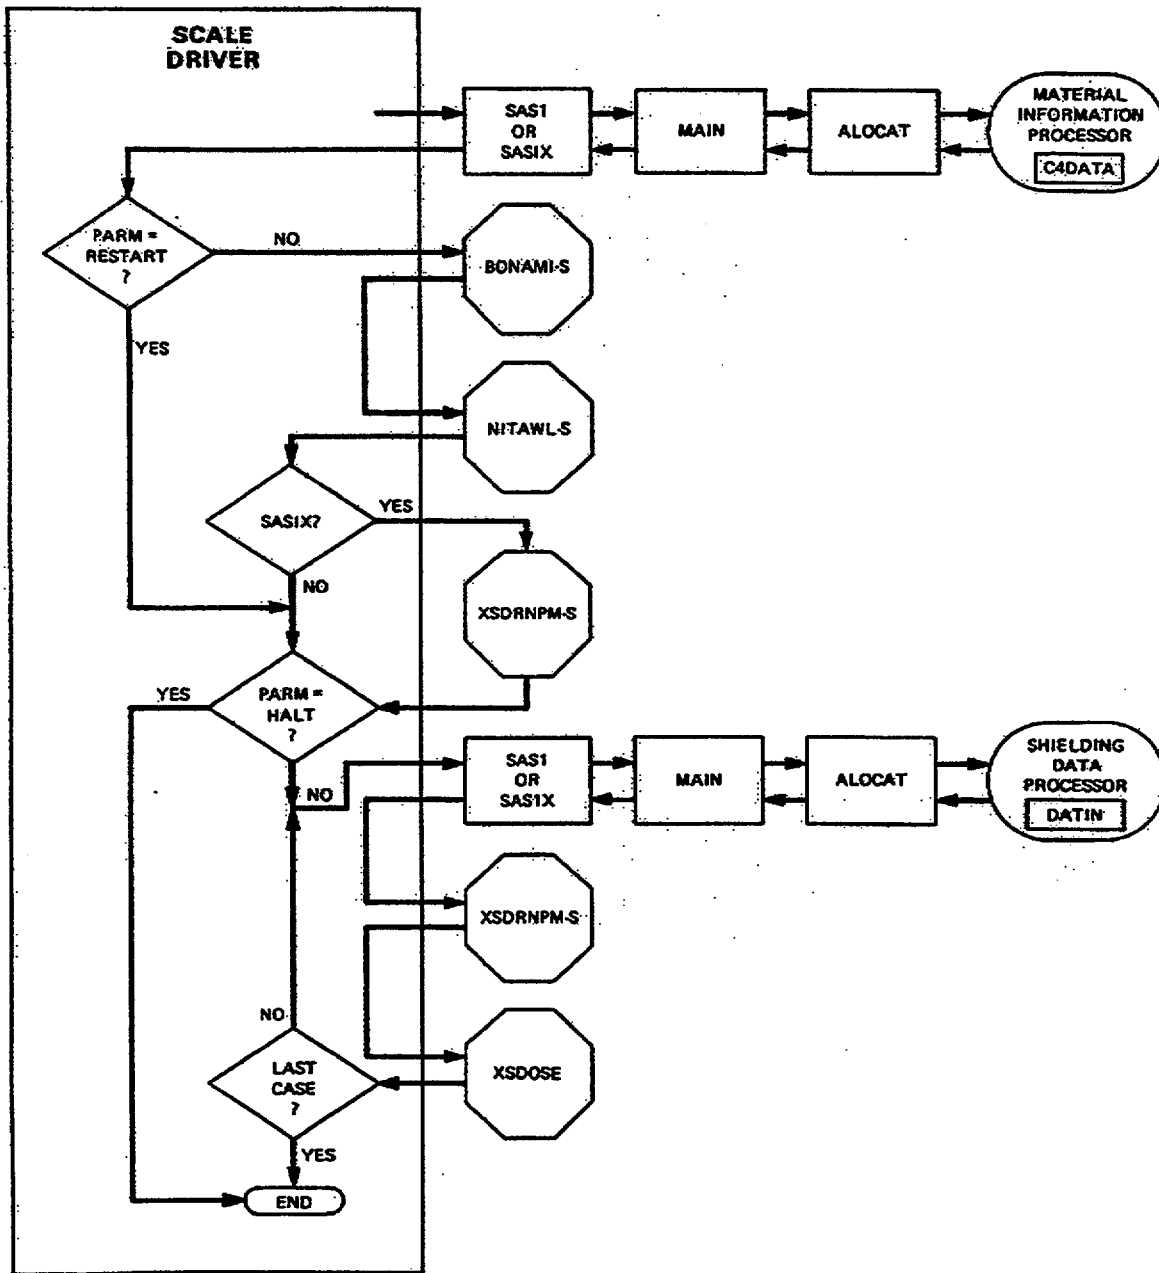 SCALE
DRIVER
SAS1
OR
SASIX
MAIN
ALOCAT
MATERIAL
INFORMATION
PROCESSOR
C4DATA
PARM =
RESTART
?
NO
BONAMI-S
YES
NITAWL-S
SASIX?
YES
NO
XSDRNPM-S
PARM =
HALT
?
YES
NO
SAS1
OR
SAS1X
MAIN
ALOCAT
SHIELDING
DATA
PROCESSOR
DATIN
XSDRNPM-S
NO
LAST
CASE
?
XSDOSE
YES
END